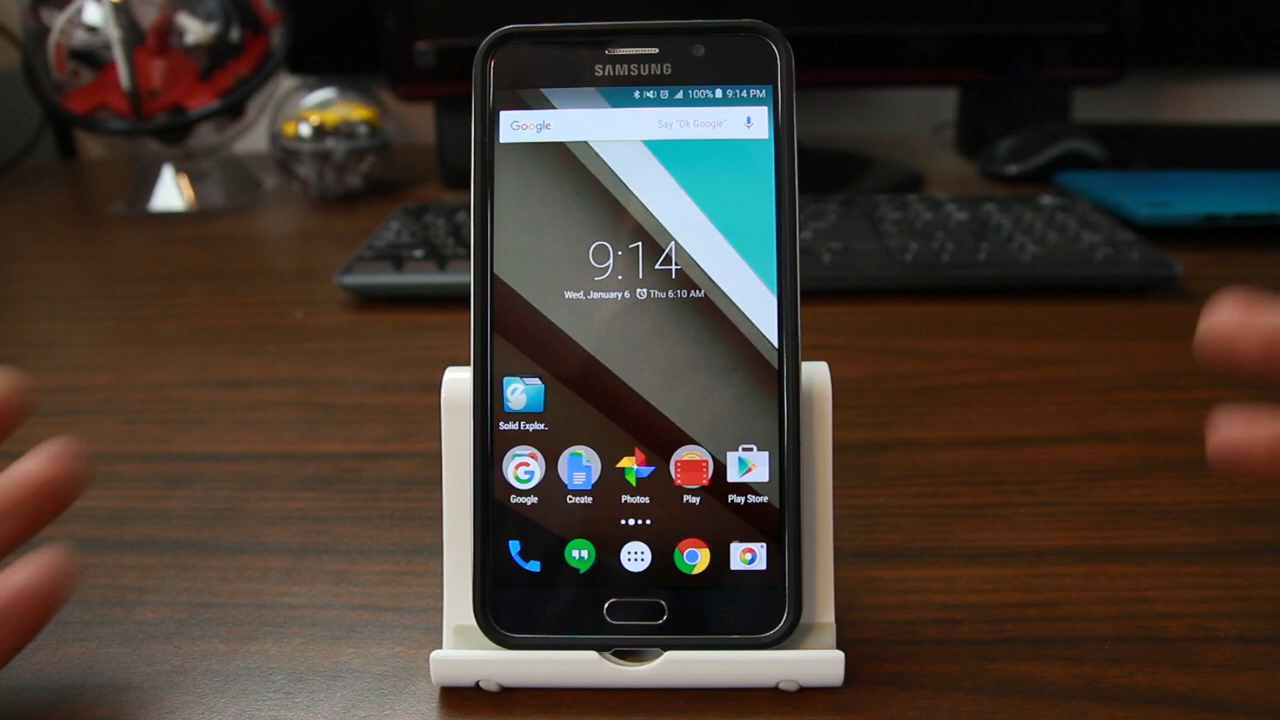 SAMSUNG
100% 9:14 PM
Google Say "Ok Google"
9:14
Wed, January 6 Thu 6:10 AM
Solid Explor..
Google Create Photos Play Play Store